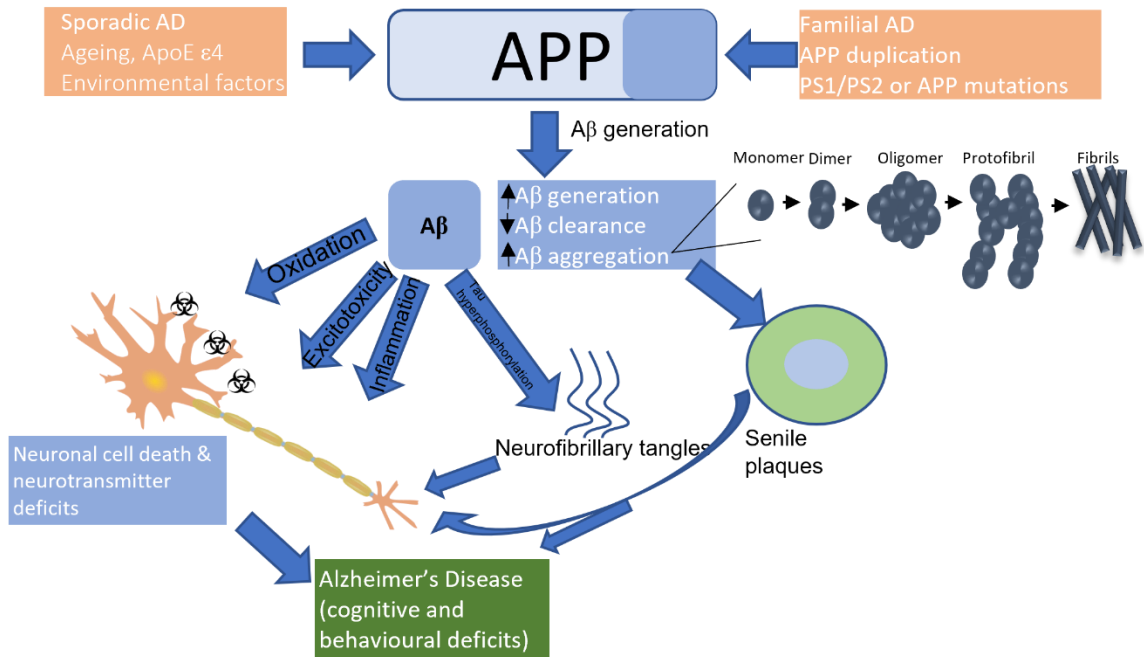 Sporadic AD
Ageing, ApoE ε4
Environmental factors
APP
Familial AD
APP duplication
PS1/PS2 or APP mutations
Aβ generation
Monomer
Dimer
Oligomer
Protofibril
Fibrils
Aβ
Aβ generation
Aβ clearance
Aβ aggregation
Oxidation
Excitotoxicity
Inflammation
Tau
hyperphosphorylation
Neurofibrillary tangles
Senile
plaques
Neuronal cell death &
neurotransmitter
deficits
Alzheimer's Disease
(cognitive and
behavioural deficits)